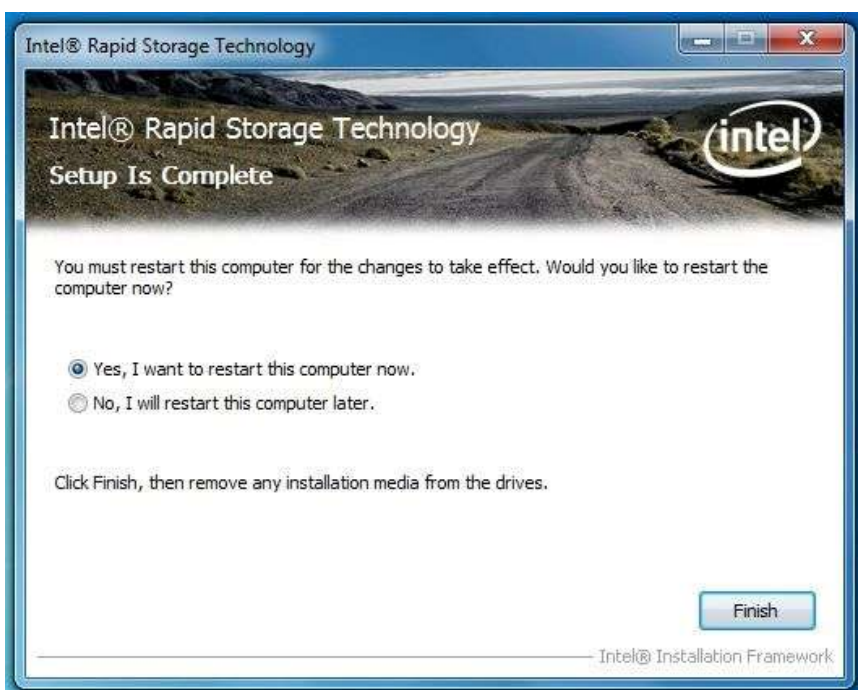 Intel® Rapid Storage Technology
Intel® Rapid Storage Technology
intel
Setup Is Complete
You must restart this computer for the changes to take effect. Would you like to restart the
computer now?
Yes, I want to restart this computer now.
No, I will restart this computer later.
Click Finish, then remove any installation media from the drives.
Finish
Intel® Installation Framework